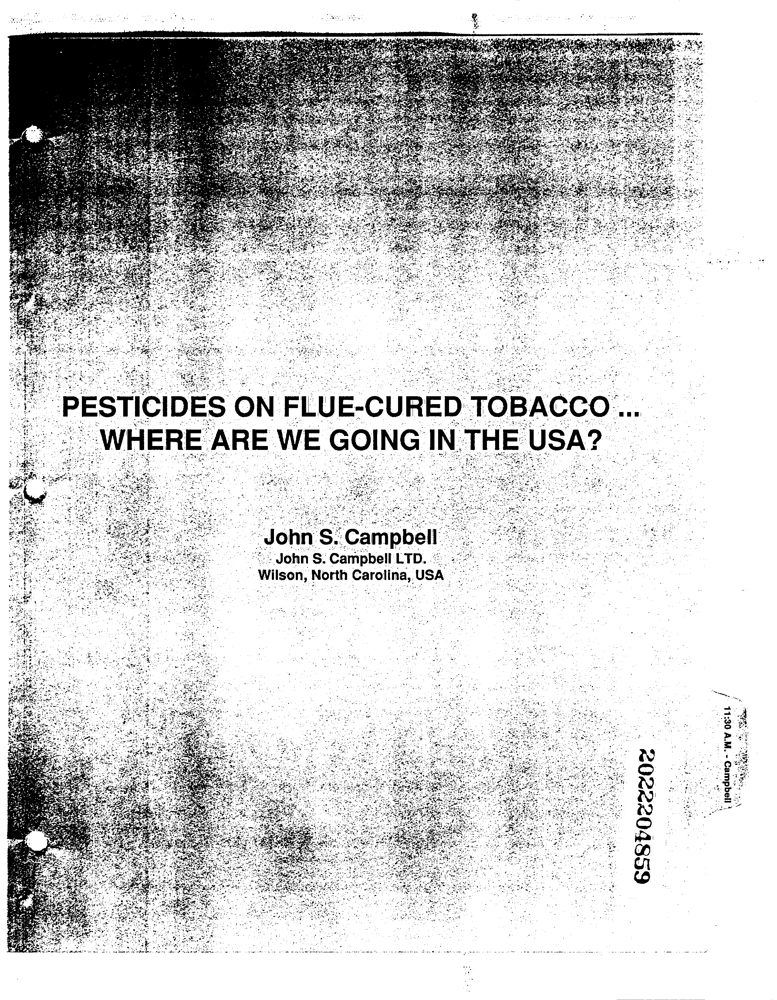 PESTICIDES ON FLUE-CURED TOBACCO ...
WHERE ARE WE GOING IN THE USA?
John S. Campbell
John S. Campbell LTD.
Wilson, North Carolina, USA
11:30 A.M. - Campbell
2022204859